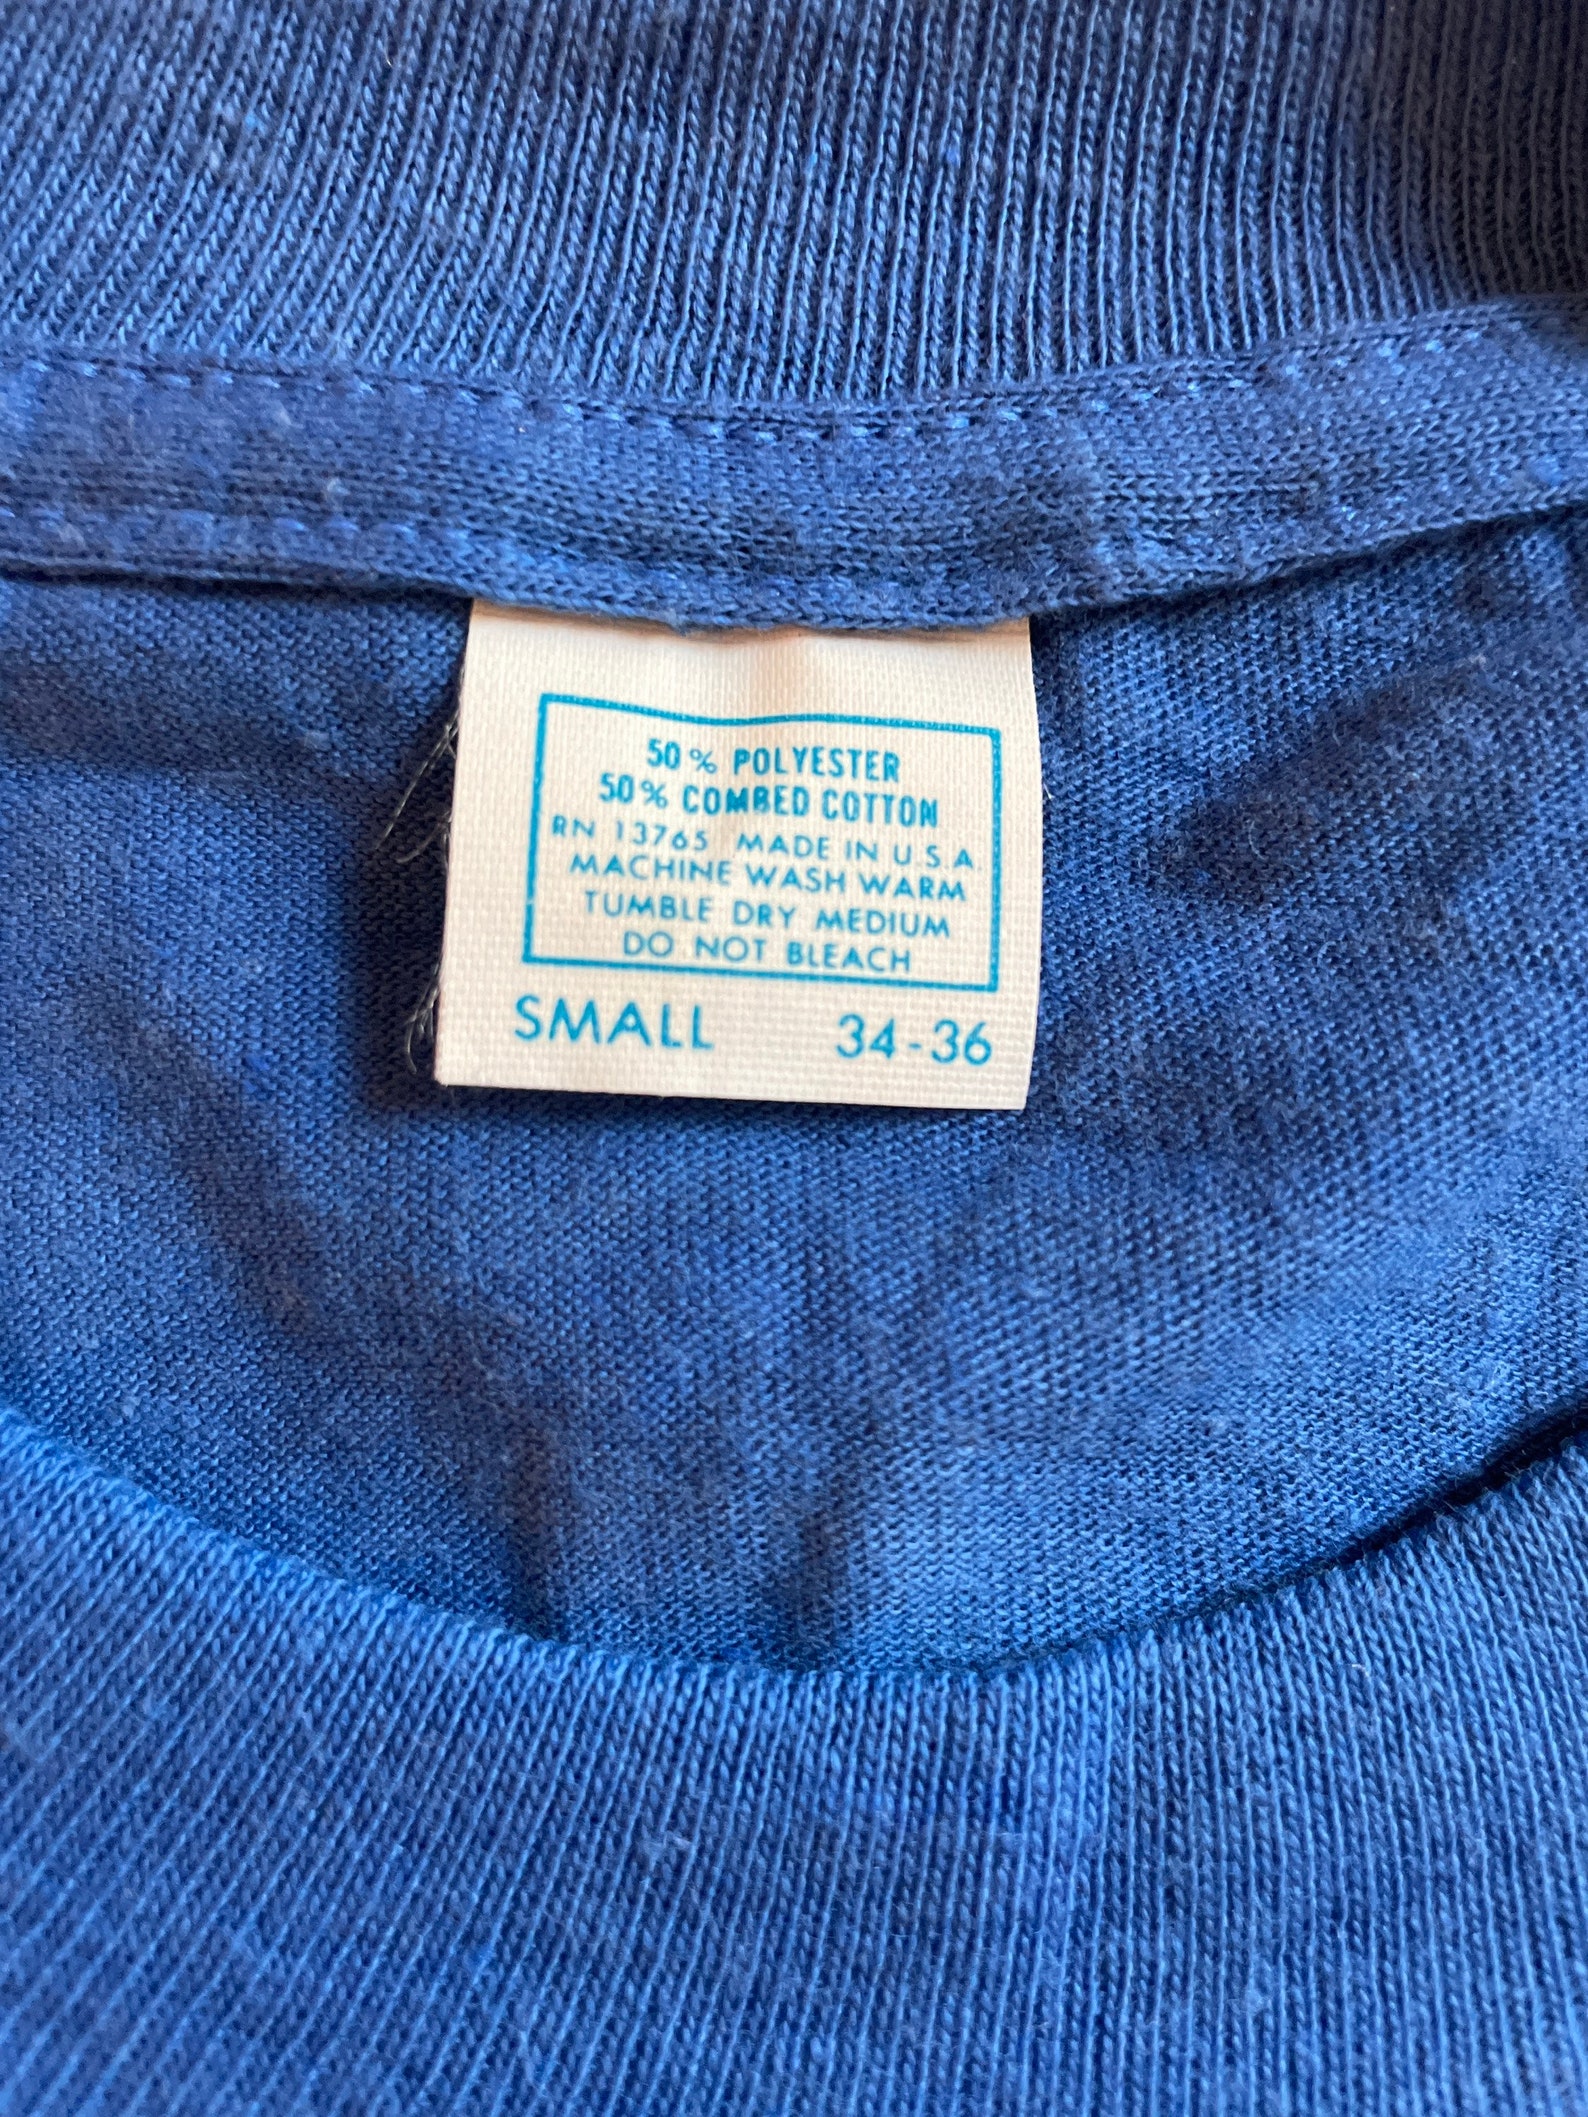 50% POLYESTER
50% COMBED COTTON
RN 13765 MADE IN U.S.A.
MACHINE WASH WARM
TUMBLE DRY MEDIUM
DO NOT BLEACH
SMALL 34-36